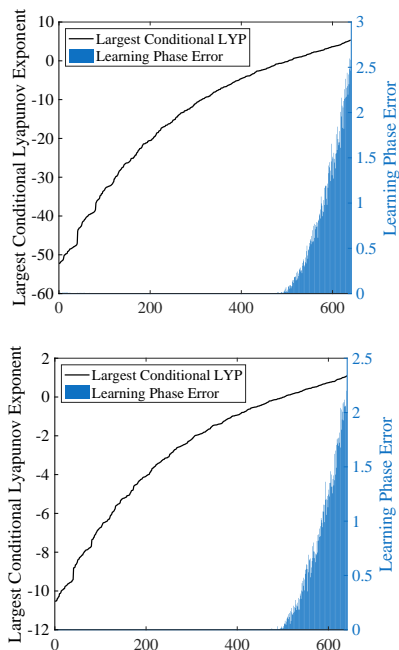 10
0
-10
-20
-30
-40
-50
-60
Largest Conditional Lyapunov Exponent
Largest Conditional LYP
Learning Phase Error
3
2.5
2
1.5
1
0.5
0
Learning Phase Error
0 200 400 600
2
0
-2
-4
-6
-8
-10
-12
Largest Conditional Lyapunov Exponent
Largest Conditional LYP
Learning Phase Error
2.5
2
1.5
1
0.5
0
Learning Phase Error
0 200 400 600